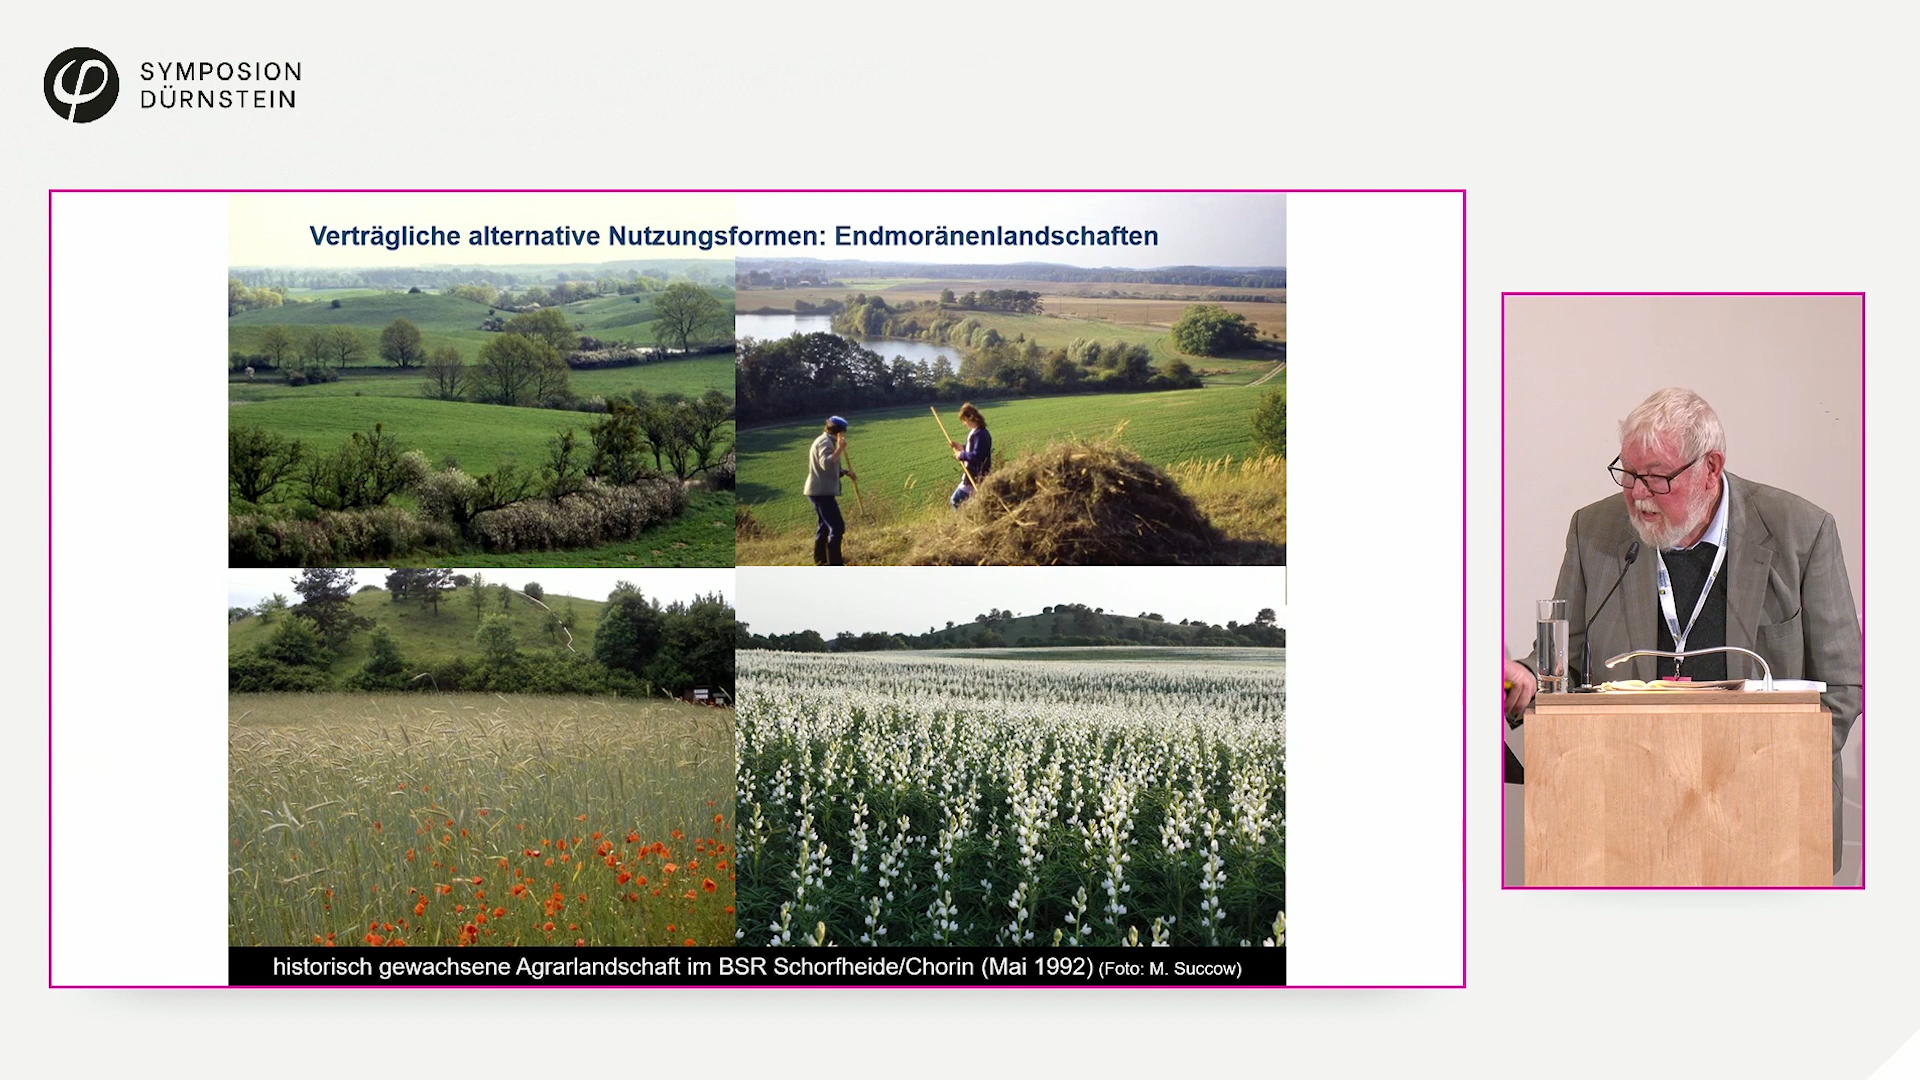 SYMPOSION
DÜRNSTEIN
Verträgliche alternative Nutzungsformen: Endmoränenlandschaften
historisch gewachsene Agrarlandschaft im BSR Schorfheide/Chorin (Mai 1992) (Foto: M. Succow)